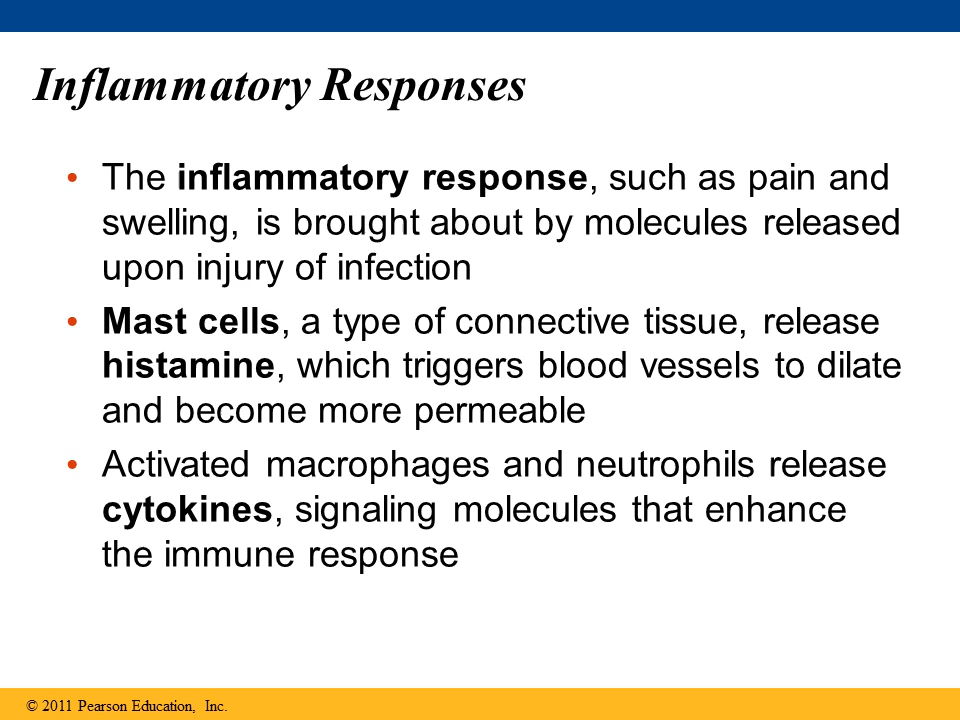 Inflammatory Responses
• The inflammatory response, such as pain and
swelling, is brought about by molecules released
upon injury of infection
• Mast cells, a type of connective tissue, release
histamine, which triggers blood vessels to dilate
and become more permeable
• Activated macrophages and neutrophils release
cytokines, signaling molecules that enhance
the immune response
© 2011 Pearson Education, Inc.